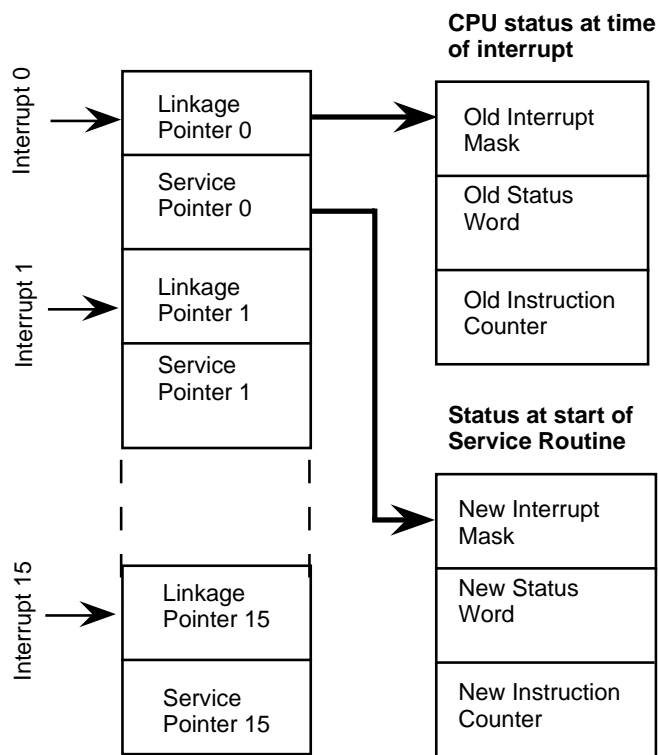 CPU status at time
of interrupt
Interrupt 0
Linkage
Pointer 0
Service
Pointer 0
Interrupt 1
Linkage
Pointer 1
Service
Pointer 1
Interrupt 15
Linkage
Pointer 15
Service
Pointer 15
Old Interrupt
Mask
Old Status
Word
Old Instruction
Counter
Status at start of
Service Routine
New Interrupt
Mask
New Status
Word
New Instruction
Counter